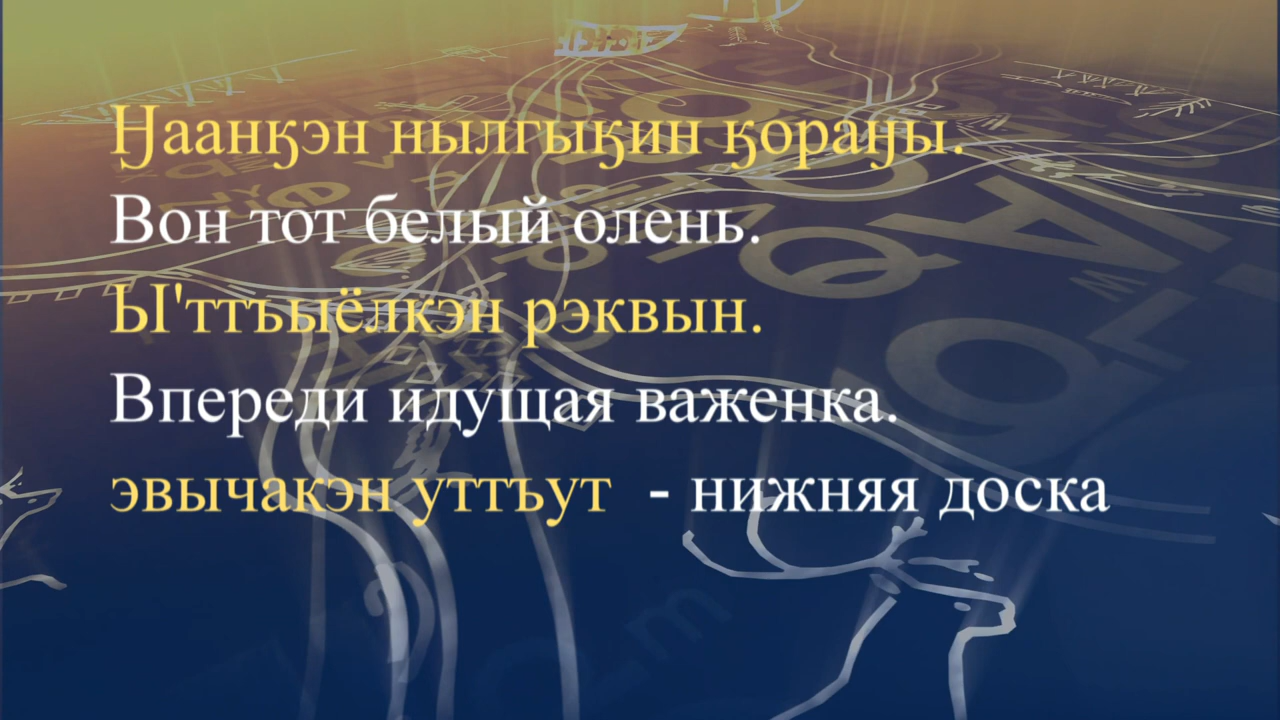 Ӈаанӄэн нылгыӄин ӄораӈы.
Вон тот белый олень.
Ы'ттъыёлкэн рэквын.
Впереди идущая важенка.
эвычакэн уттъут - нижняя доска